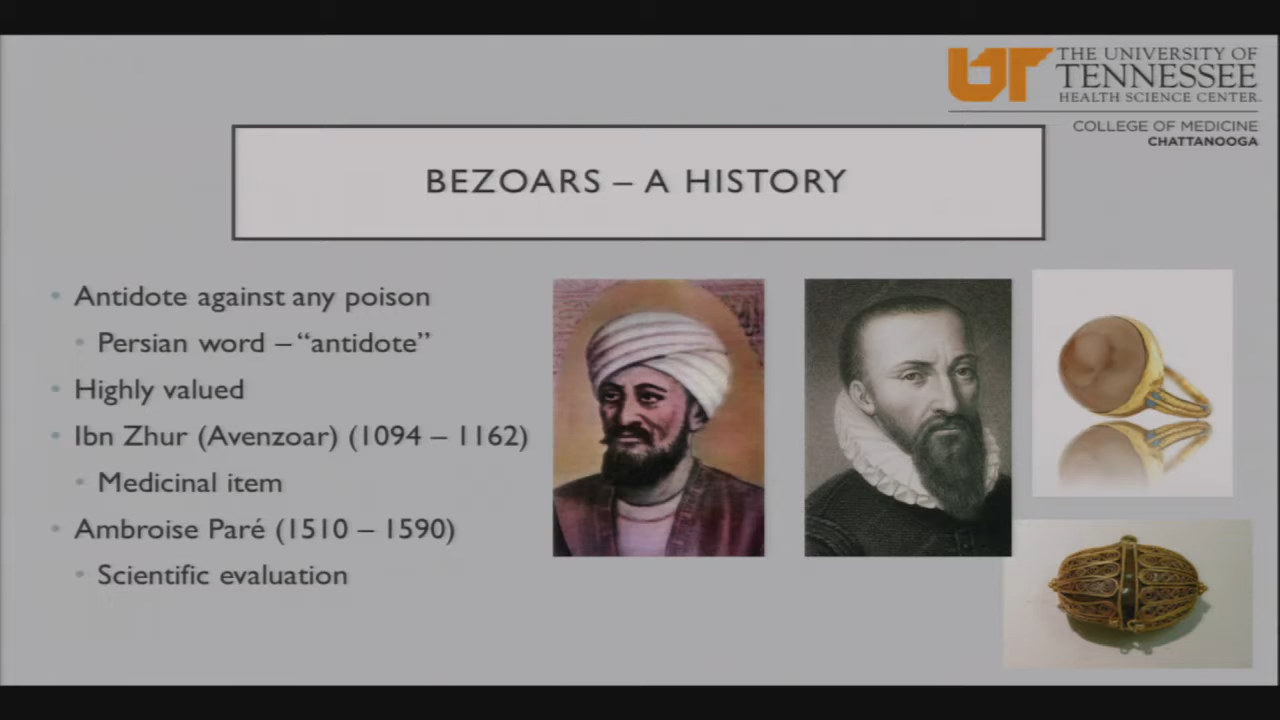 THE UNIVERSITY OF
TENNESSEE
HEALTH SCIENCE CENTER.
COLLEGE OF MEDICINE
CHATTANOOGA
BEZOARS – A HISTORY
• Antidote against any poison
• Persian word – “antidote”
• Highly valued
• Ibn Zhur (Avenzoar) (1094 – 1162)
• Medicinal item
• Ambroise Paré (1510 – 1590)
• Scientific evaluation